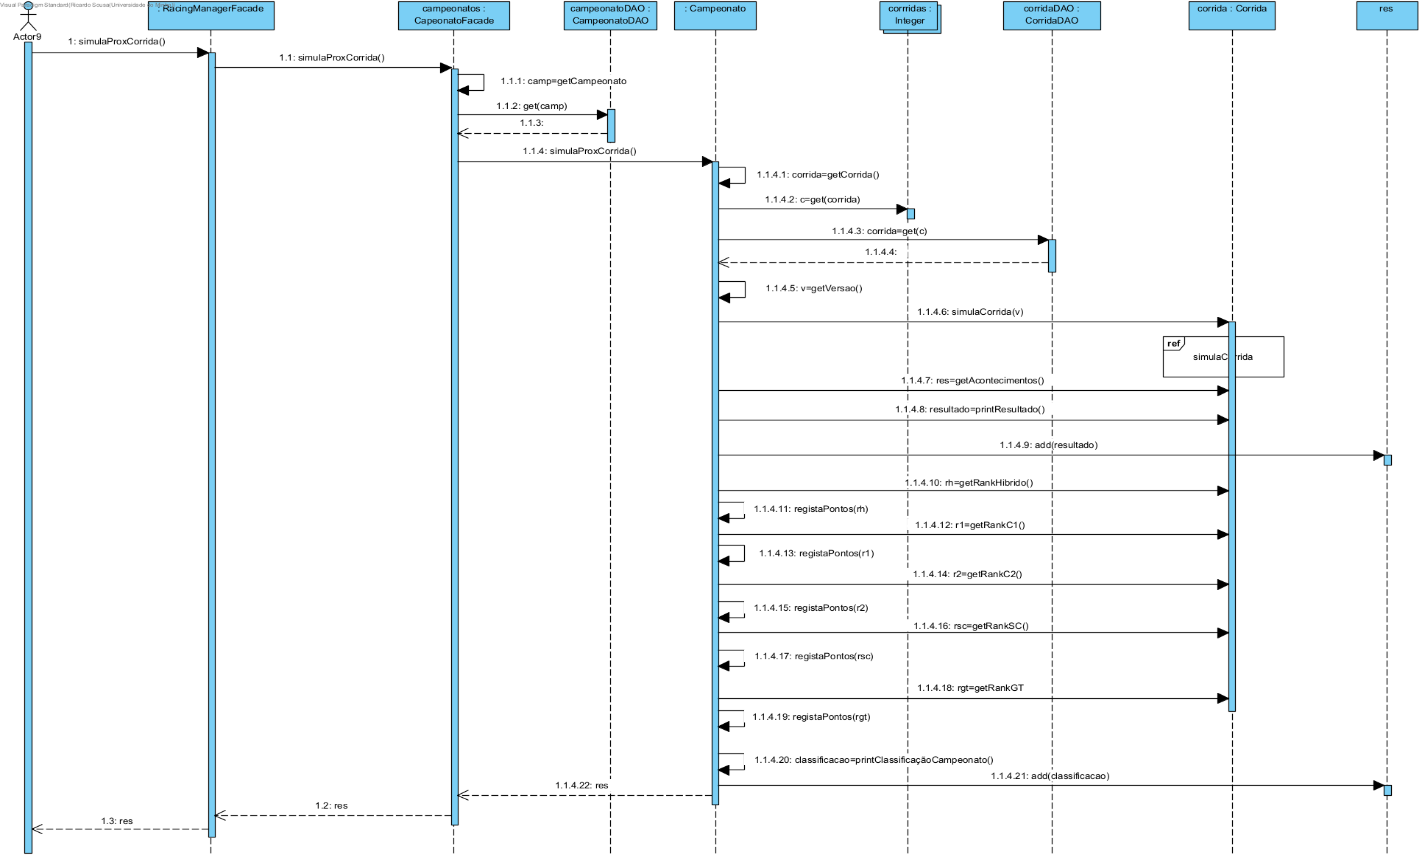 Visual Paradigm Standard(Ricardo Sousa(Universidade do Minho))
Actor9
: RacingManagerFacade
campeonatos :
CapeonatoFacade
campeonatoDAO :
CampeonatoDAO
: Campeonato
corridas :
Integer
corridaDAO :
CorridaDAO
corrida : Corrida
res
1: simulaProxCorrida()
1.1: simulaProxCorrida()
1.1.1: camp=getCampeonato
1.1.2: get(camp)
1.1.3:
1.1.4: simulaProxCorrida()
1.1.4.1: corrida=getCorrida()
1.1.4.2: c=get(corrida)
1.1.4.3: corrida=get(c)
1.1.4.4:
1.1.4.5: v=getVersao()
1.1.4.6: simulaCorrida(v)
ref
simulaCorrida
1.1.4.7: res=getAcontecimentos()
1.1.4.8: resultado=printResultado()
1.1.4.9: add(resultado)
1.1.4.10: rh=getRankHibrido()
1.1.4.11: registaPontos(rh)
1.1.4.12: r1=getRankC1()
1.1.4.13: registaPontos(r1)
1.1.4.14: r2=getRankC2()
1.1.4.15: registaPontos(r2)
1.1.4.16: rsc=getRankSC()
1.1.4.17: registaPontos(rsc)
1.1.4.18: rgt=getRankGT
1.1.4.19: registaPontos(rgt)
1.1.4.20: classificacao=printClassificaçãoCampeonato()
1.1.4.21: add(classificacao)
1.1.4.22: res
1.2: res
1.3: res